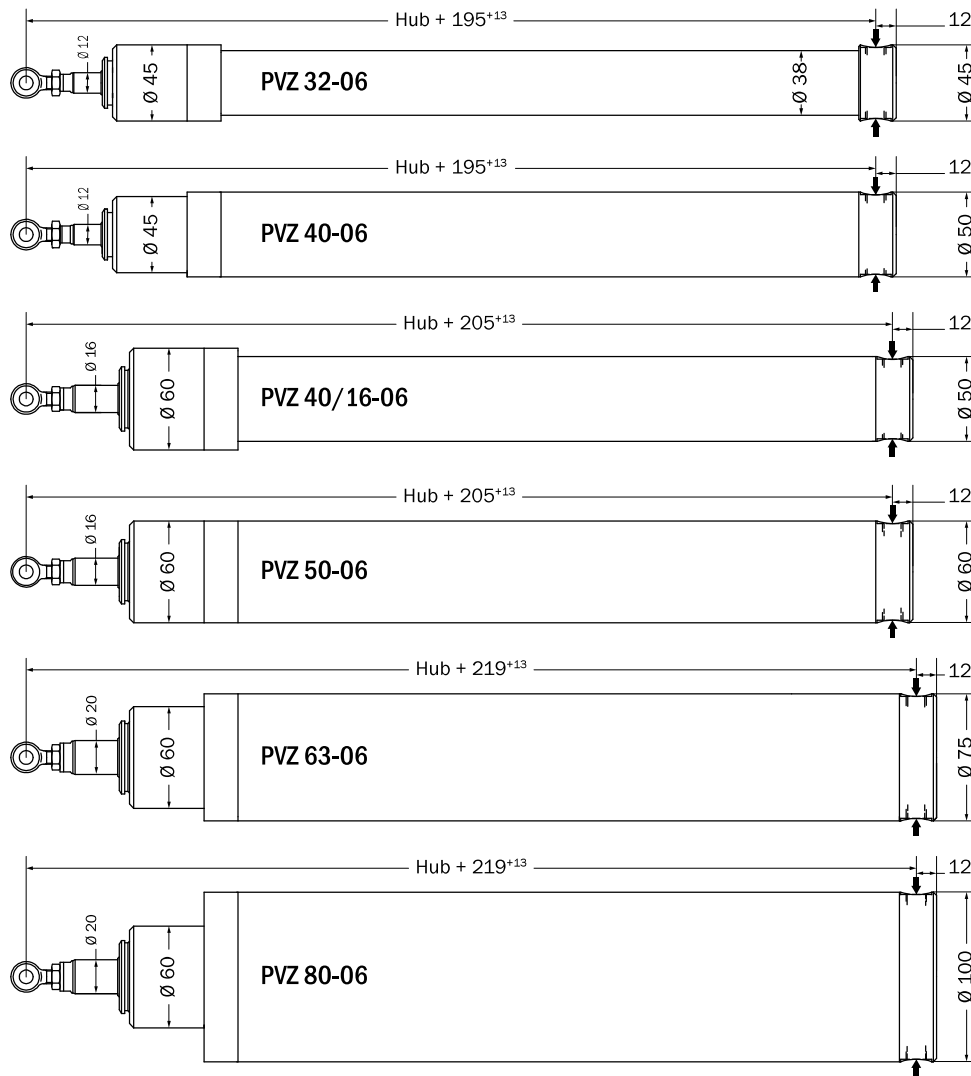 Hub + 195+13 12
Ø 12 Ø 45 PVZ 32-06 Ø 38 Ø 45
Hub + 195+13 12
Ø 12 Ø 45 PVZ 40-06 Ø 50
Hub + 205+13 12
Ø 16 Ø 60 PVZ 40/16-06 Ø 50
Hub + 205+13 12
Ø 16 Ø 60 PVZ 50-06 Ø 60
Hub + 219+13 12
Ø 20 Ø 60 PVZ 63-06 Ø 75
Hub + 219+13 12
Ø 20 Ø 60 PVZ 80-06 Ø 100